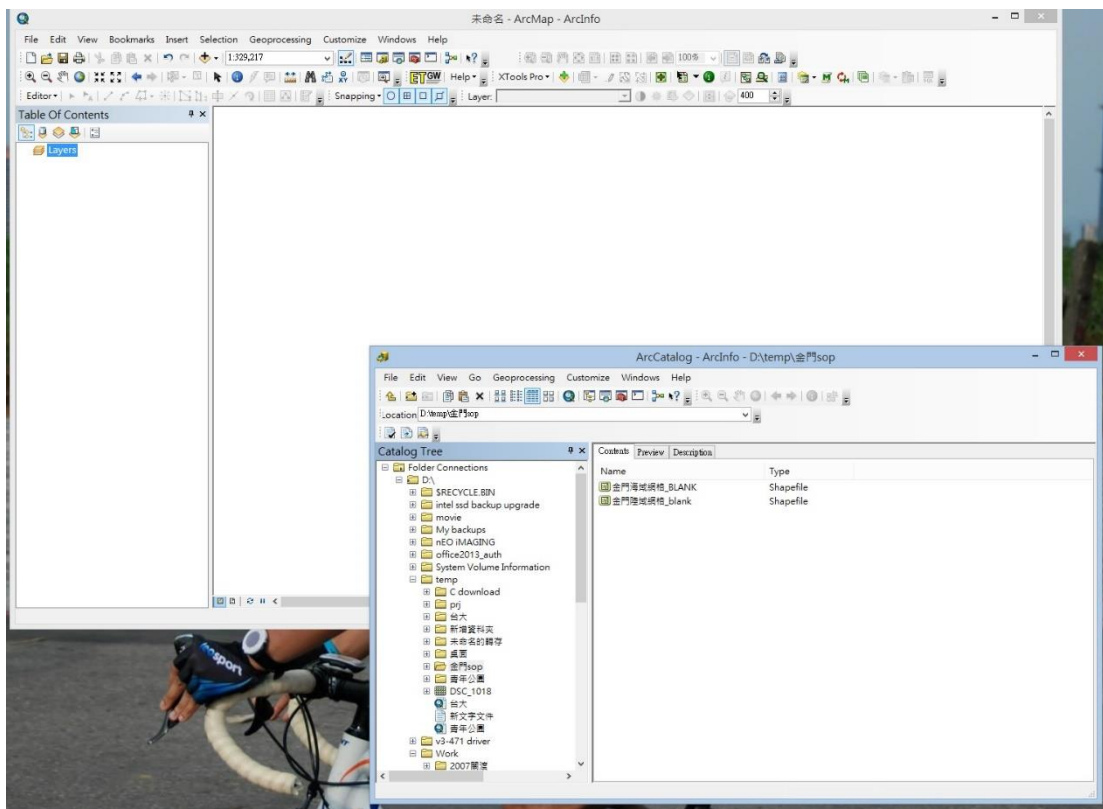 未命名 - ArcMap - ArcInfo
File Edit View Bookmarks Insert Selection Geoprocessing Customize Windows Help
1:329,217
100%
ET GW Help XTools Pro
Editor Snapping Layer: 400
Table Of Contents
Layers
ArcCatalog - ArcInfo - D:\temp\金門sop
File Edit View Go Geoprocessing Customize Windows Help
Location D:\temp\金門sop
Catalog Tree
Contents Preview Description
Folder Connections
Name Type
D:\
金門海域網格_BLANK Shapefile
$RECYCLE.BIN
金門陸域網格_blank Shapefile
intel ssd backup upgrade
movie
My backups
nEO iMAGING
office2013_auth
System Volume Information
temp
C download
prj
台大
新增資料夾
未命名的歸存
桌面
金門sop
青年公園
DSC_1018
台大
新文字文件
青年公園
v3-471 driver
Work